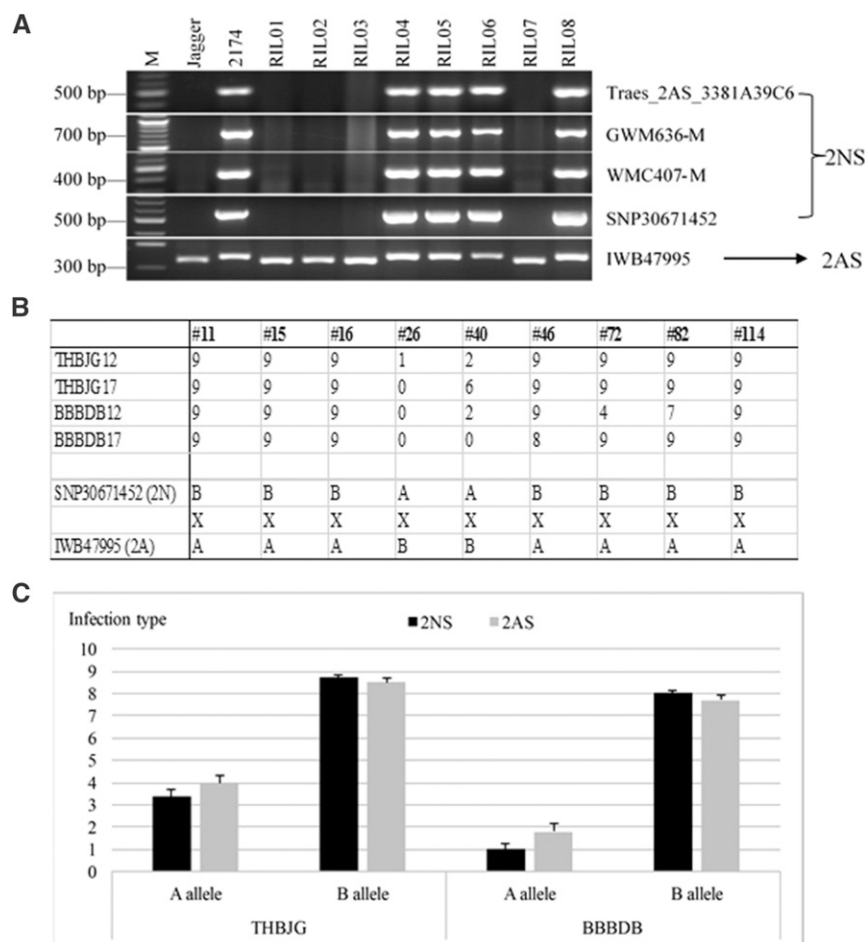 A
M Jagger 2174 RIL01 RIL02 RIL03 RIL04 RIL05 RIL06 RIL07 RIL08
500 bp Traes_2AS_3381A39C6
700 bp GWM636-M
400 bp WMC407-M
500 bp SNP30671452
2NS
300 bp IWB47995 2AS
B
#11 #15 #16 #26 #40 #46 #72 #82 #114
THBJG12 9 9 9 1 2 9 9 9 9
THBJG17 9 9 9 0 6 9 9 9 9
BBBDB12 9 9 9 0 2 9 4 7 9
BBBDB17 9 9 9 0 0 8 9 9 9
SNP30671452 (2N) B B B A A B B B B
X X X X X X X X X
IWB47995 (2A) A A A B B A A A A
C
Infection type
2NS 2AS
10
9
8
7
6
5
4
3
2
1
0
A allele B allele A allele B allele
THBJG BBBDB